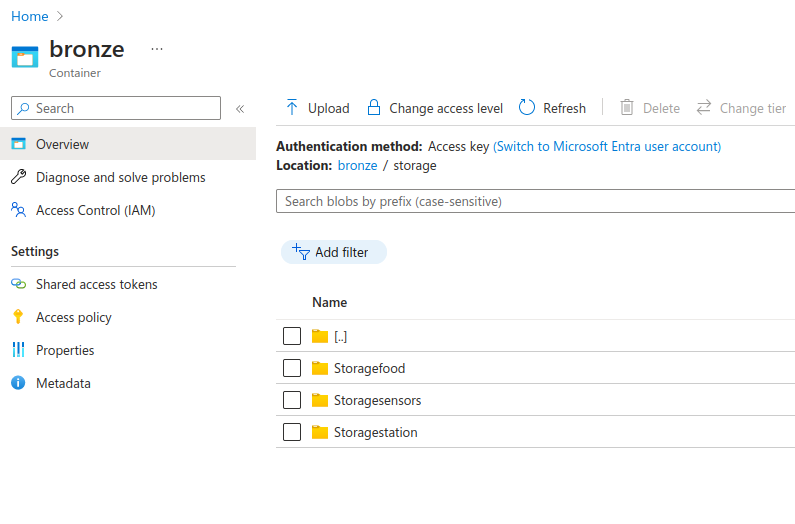 Home
bronze ...
Container
Search
Overview
Diagnose and solve problems
Access Control (IAM)
Settings
Shared access tokens
Access policy
Properties
Metadata
Upload Change access level Refresh Delete Change tier
Authentication method: Access key (Switch to Microsoft Entra user account)
Location: bronze / storage
Search blobs by prefix (case-sensitive)
Add filter
Name
[..]
Storagefood
Storagesensors
Storagestation